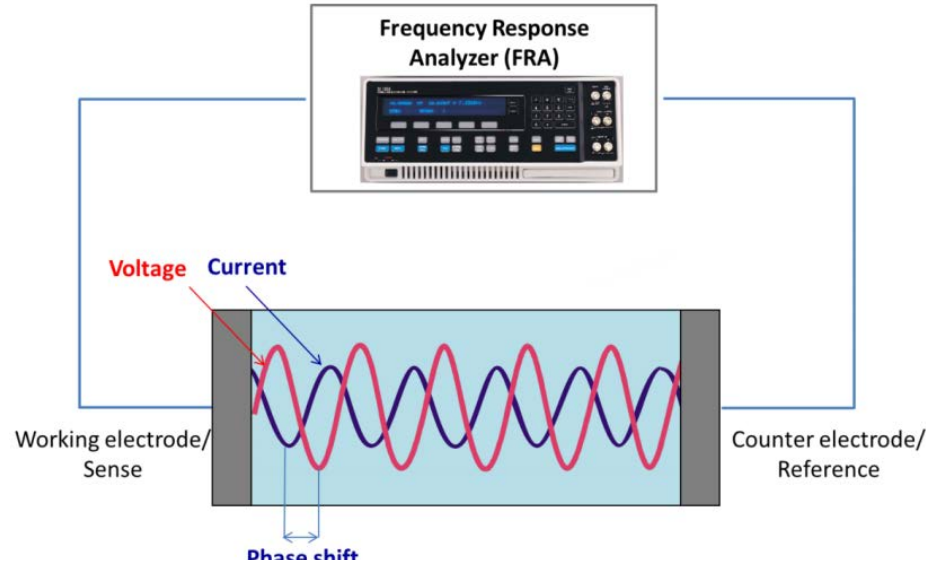 Frequency Response
Analyzer (FRA)
Voltage
Current
Working electrode/
Sense
Counter electrode/
Reference
Phase shift